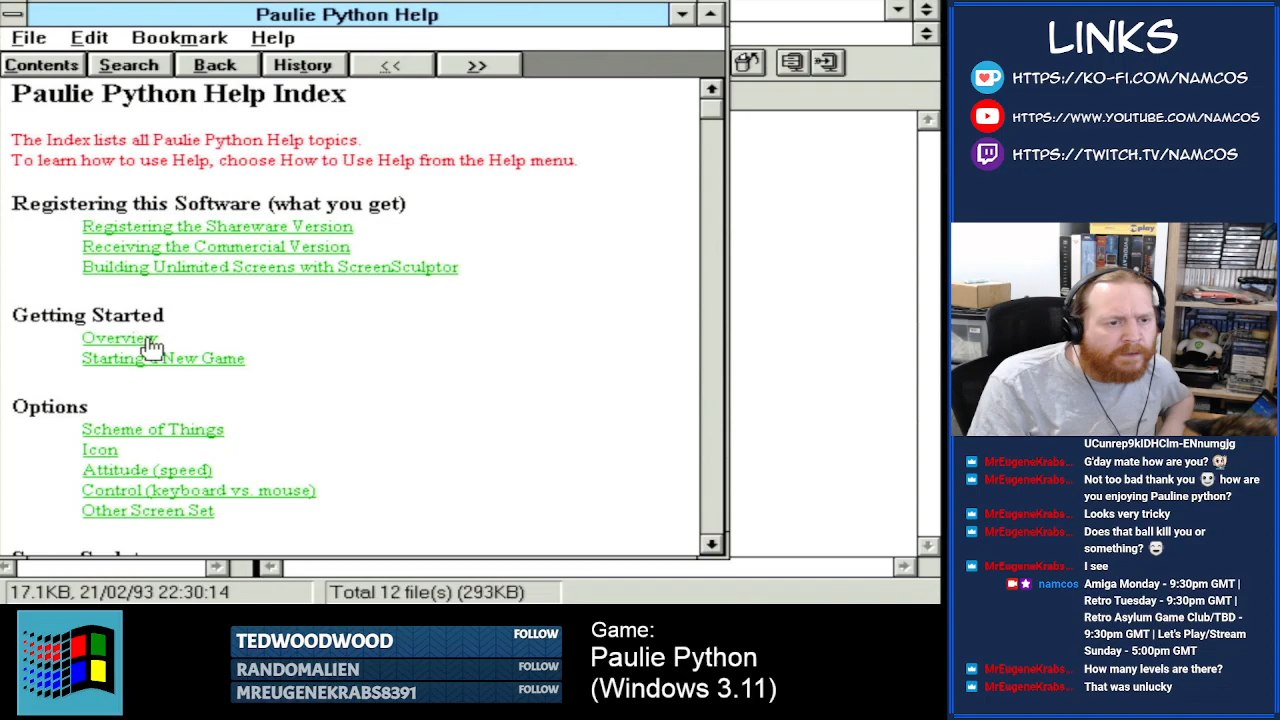 Paulie Python Help
File Edit Bookmark Help
Contents Search Back History << >>
Paulie Python Help Index
The Index lists all Paulie Python Help topics.
To learn how to use Help, choose How to Use Help from the Help menu.
Registering this Software (what you get)
Registering the Shareware Version
Receiving the Commercial Version
Building Unlimited Screens with ScreenSculptor
Getting Started
Overview
Starting a New Game
Options
Scheme of Things
Icon
Attitude (speed)
Control (keyboard vs. mouse)
Other Screen Set
17.1KB, 21/02/93 22:30:14
Total 12 file(s) (293KB)
LINKS
HTTPS://KO-FI.COM/NAMCOS
HTTPS://WWW.YOUTUBE.COM/NAMCOS
HTTPS://TWITCH.TV/NAMCOS
UCunrep9kIDHClm-ENnumgjg
MrEugeneKrabs... G'day mate how are you?
MrEugeneKrabs... Not too bad thank you how are you enjoying Pauline python?
MrEugeneKrabs... Looks very tricky
MrEugeneKrabs... Does that ball kill you or something?
MrEugeneKrabs... I see
namcos Amiga Monday - 9:30pm GMT |
Retro Tuesday - 9:30pm GMT |
Retro Asylum Game Club/TBD -
9:30pm GMT | Let's Play/Stream
Sunday - 5:00pm GMT
MrEugeneKrabs... How many levels are there?
MrEugeneKrabs... That was unlucky
TEDWOODWOOD FOLLOW
RANDOMALIEN FOLLOW
MREUGENEKRABS8391 FOLLOW
Game:
Paulie Python
(Windows 3.11)